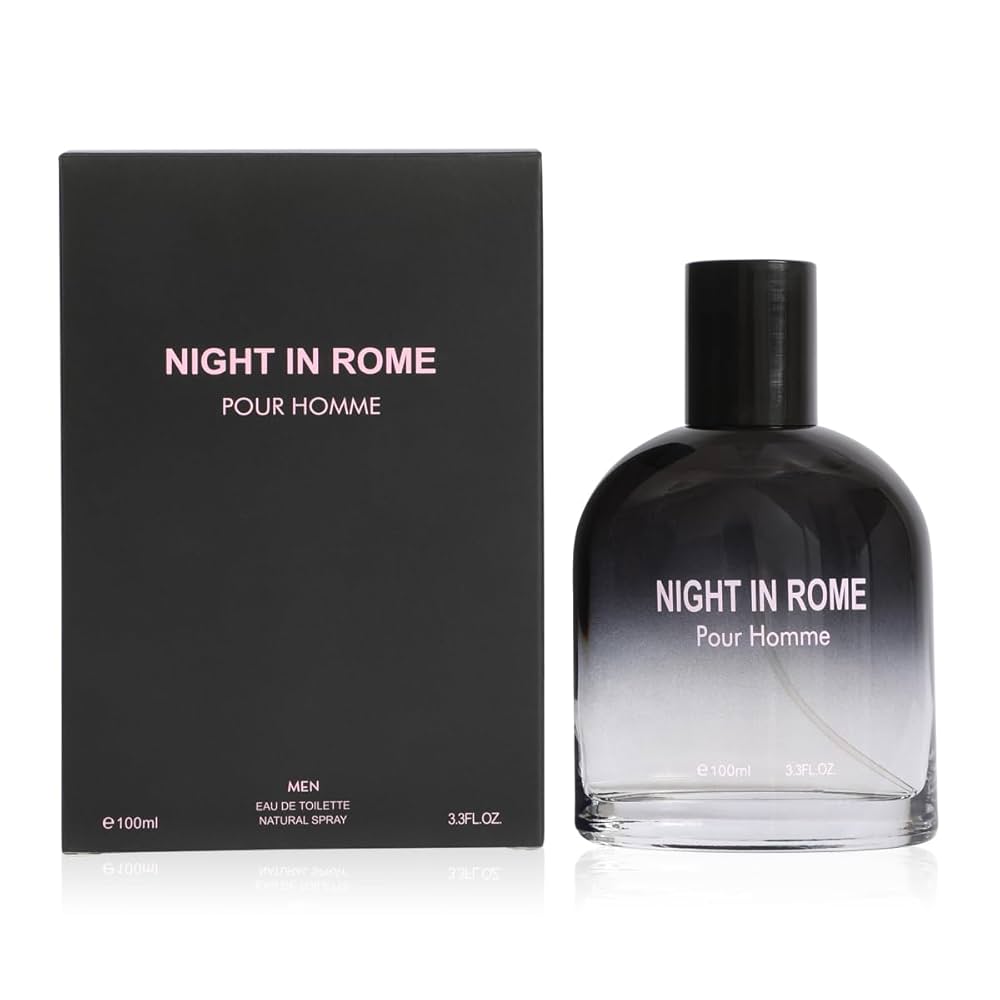 NIGHT IN ROME
POUR HOMME
MEN
EAU DE TOILETTE
NATURAL SPRAY
℮100ml
3.3FL.OZ.
NIGHT IN ROME
Pour Homme
℮100ml
3.3FL.OZ.